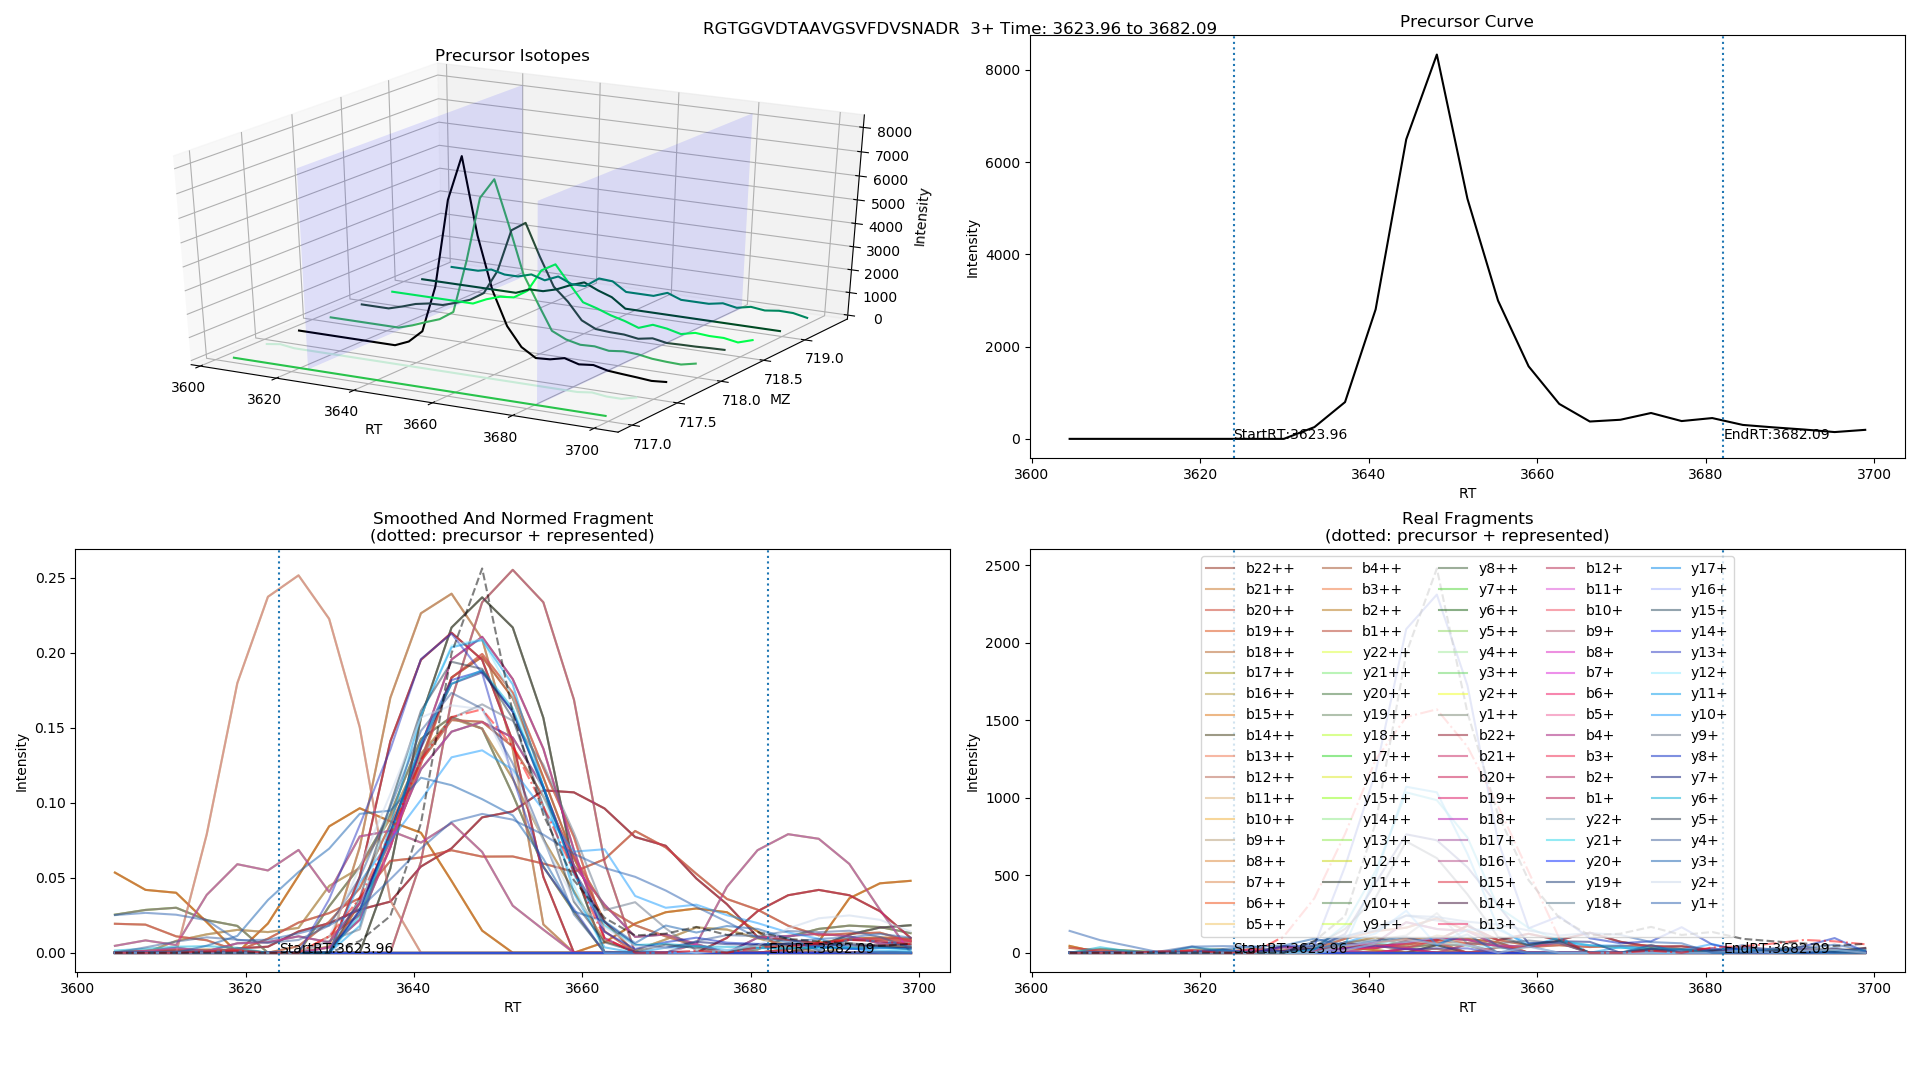 RGTGGVDTAAVGSVFDVSNADR  3+ Time: 3623.96 to 3682.09
Precursor Isotopes
8000
7000
6000
5000
4000
3000
2000
1000
0
Intensity
3600
3620
3640
3660
3680
3700
RT
717.0
717.5
718.0
718.5
719.0
MZ
Precursor Curve
8000
6000
4000
2000
0
Intensity
StartRT:3623.96
EndRT:3682.09
3600 3620 3640 3660 3680 3700
RT
Smoothed And Normed Fragment
(dotted: precursor + represented)
0.25
0.20
0.15
0.10
0.05
0.00
Intensity
StartRT:3623.96
EndRT:3682.09
3600 3620 3640 3660 3680 3700
RT
Real Fragments
(dotted: precursor + represented)
2500
2000
1500
1000
500
0
Intensity
b22++ b4++ y8++ b12+ y17+
b21++ b3++ y7++ b11+ y16+
b20++ b2++ y6++ b10+ y15+
b19++ b1++ y5++ b9+ y14+
b18++ y22++ y4++ b8+ y13+
b17++ y21++ y3++ b7+ y12+
b16++ y20++ y2++ b6+ y11+
b15++ y19++ y1++ b5+ y10+
b14++ y18++ b22+ b4+ y9+
b13++ y17++ b21+ b3+ y8+
b12++ y16++ b20+ b2+ y7+
b11++ y15++ b19+ b1+ y6+
b10++ y14++ b18+ y22+ y5+
b9++ y13++ b17+ y21+ y4+
b8++ y12++ b16+ y20+ y3+
b7++ y11++ b15+ y19+ y2+
b6++ y10++ b14+ y18+ y1+
b5++ y9++ b13+
StartRT:3623.96
EndRT:3682.09
3600 3620 3640 3660 3680 3700
RT